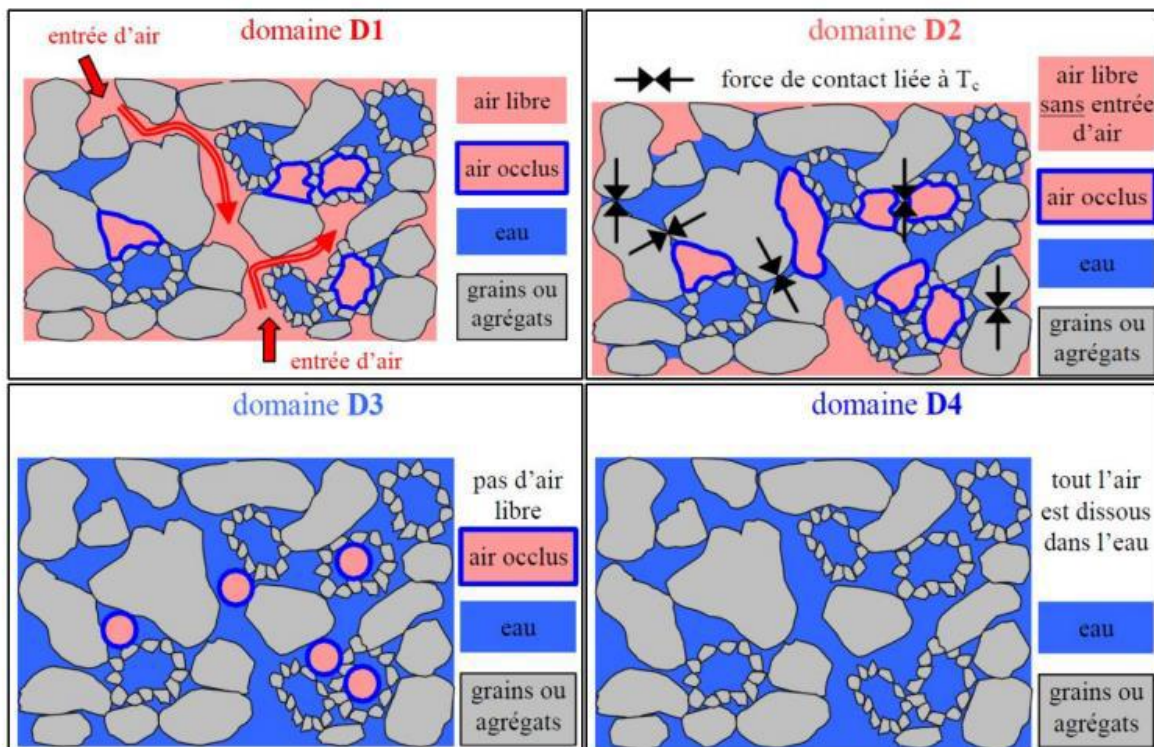 domaine D1
entrée d'air
air libre
air occlus
eau
grains ou
agrégats
entrée d'air
domaine D2
force de contact liée à Tc
air libre
sans entrée
d'air
air occlus
eau
grains ou
agrégats
domaine D3
pas d'air
libre
air occlus
eau
grains ou
agrégats
domaine D4
tout l'air
est dissous
dans l'eau
eau
grains ou
agrégats